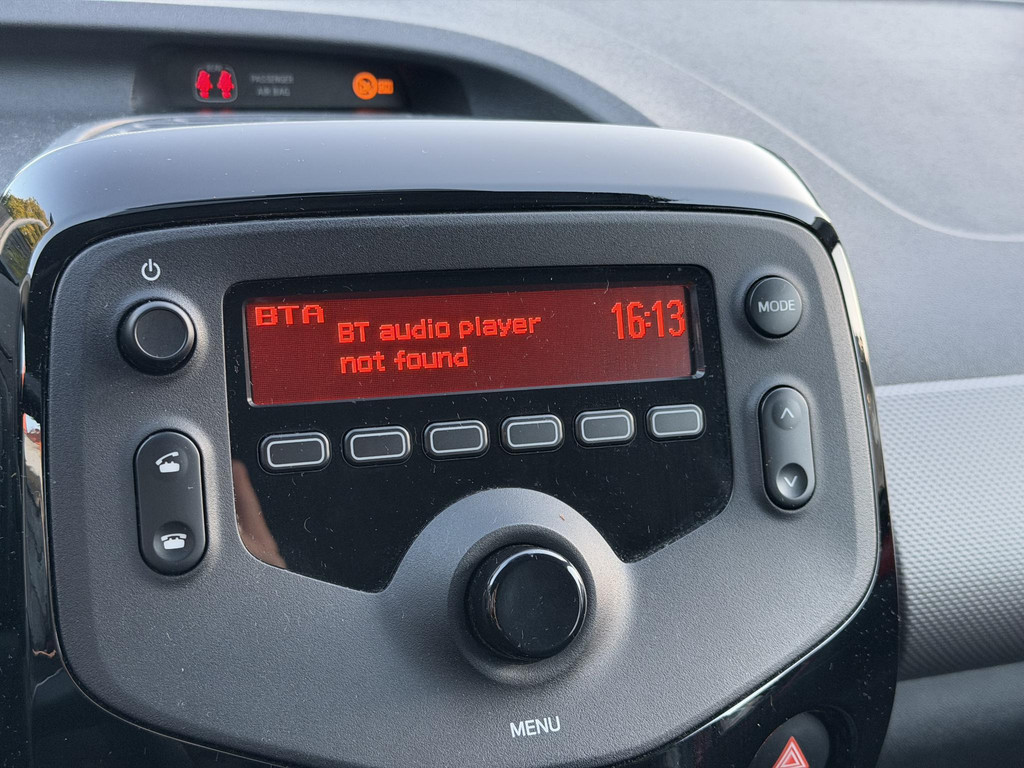 PASSENGER
AIR BAG
BTA
BT audio player
not found
16:13
MODE
MENU